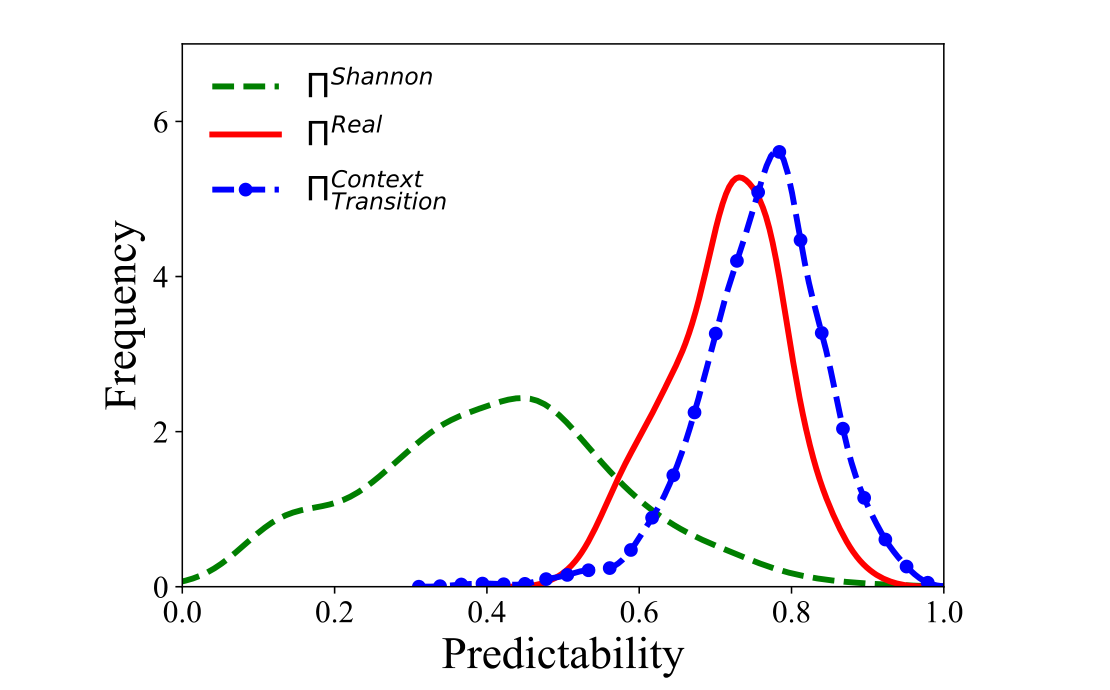 Π^Shannon
Π^Real
Π^Context_Transition
Frequency
6
4
2
0
0.0 0.2 0.4 0.6 0.8 1.0
Predictability